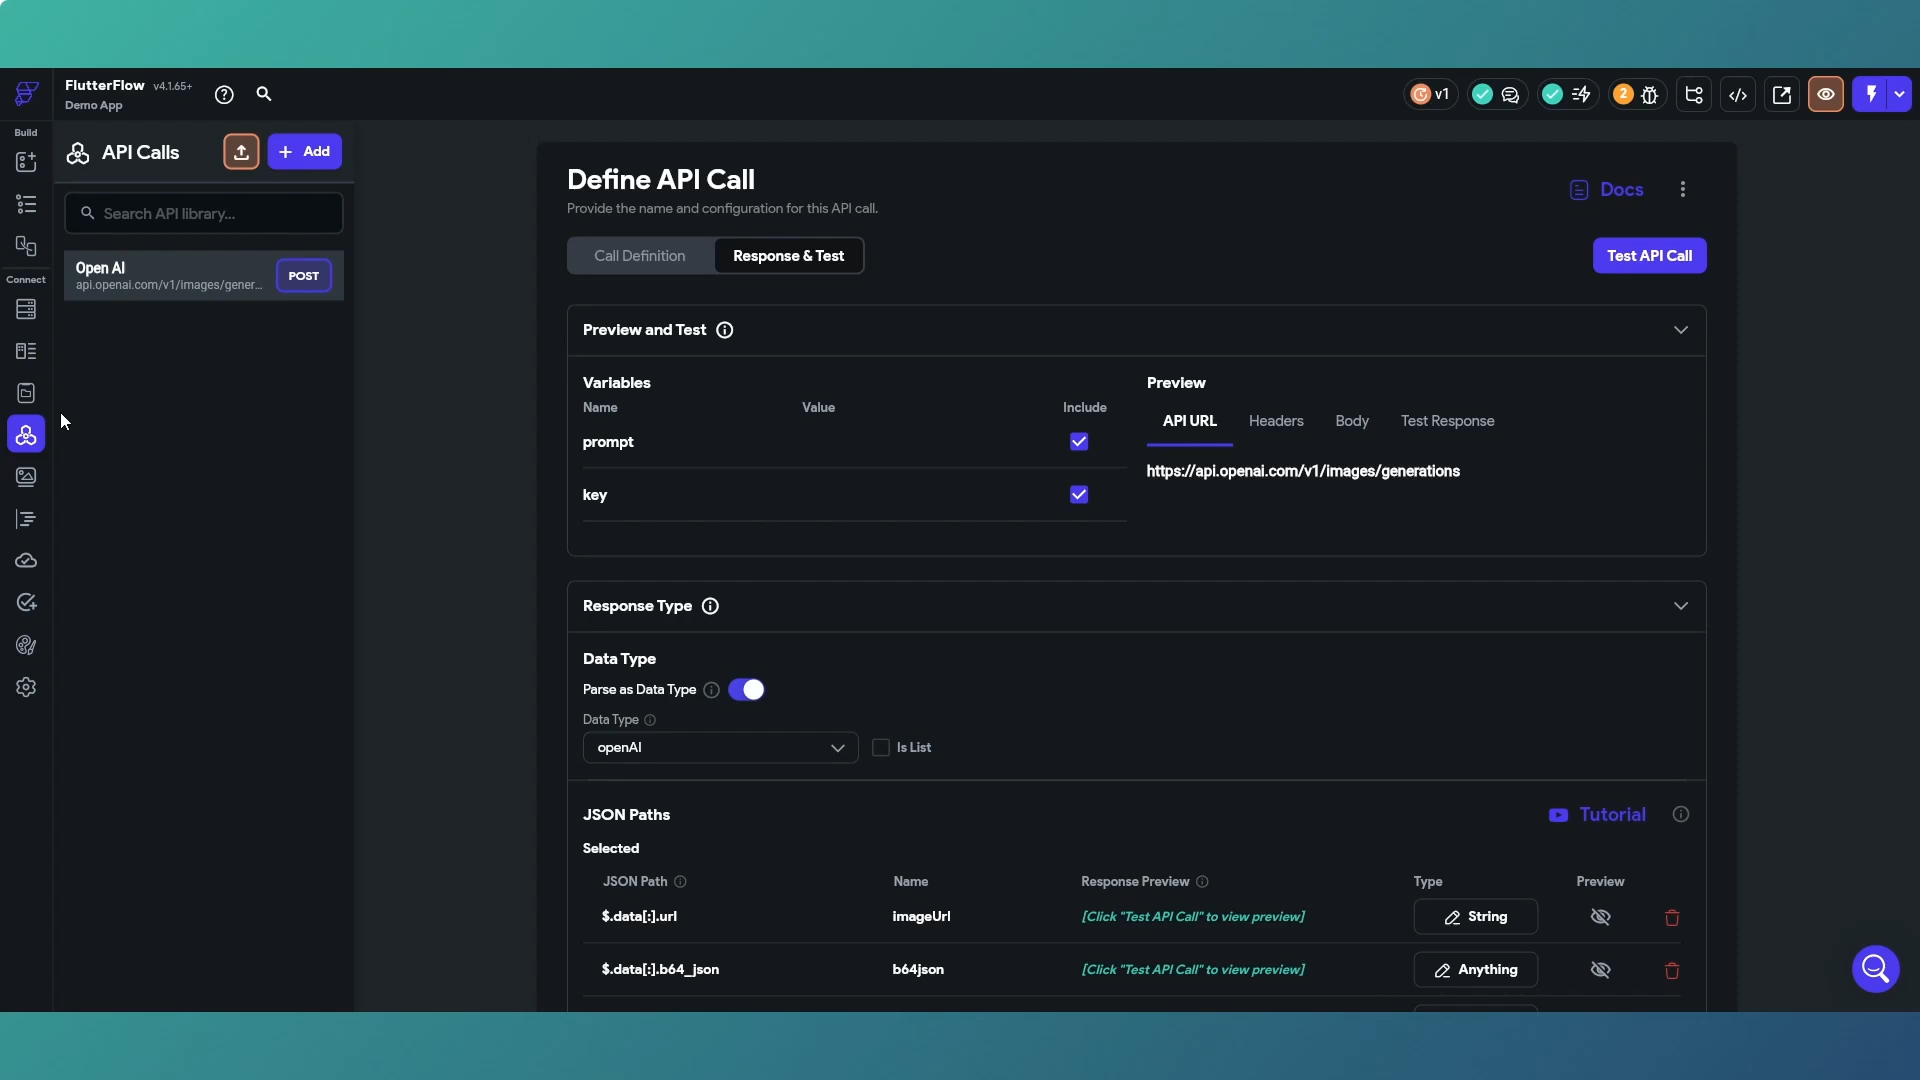 FlutterFlow v4.1.65+
Demo App
v1
2
Build
Connect
API Calls
+ Add
Search API library...
Open AI
api.openai.com/v1/images/gener...
POST
Define API Call
Provide the name and configuration for this API call.
Docs
Call Definition
Response & Test
Test API Call
Preview and Test
Variables
Name Value Include
prompt
key
Preview
API URL Headers Body Test Response
https://api.openai.com/v1/images/generations
Response Type
Data Type
Parse as Data Type
Data Type
openAI
Is List
JSON Paths
Tutorial
Selected
JSON Path Name Response Preview Type Preview
$.data[:].url imageUrl [Click "Test API Call" to view preview] String
$.data[:].b64_json b64json [Click "Test API Call" to view preview] Anything